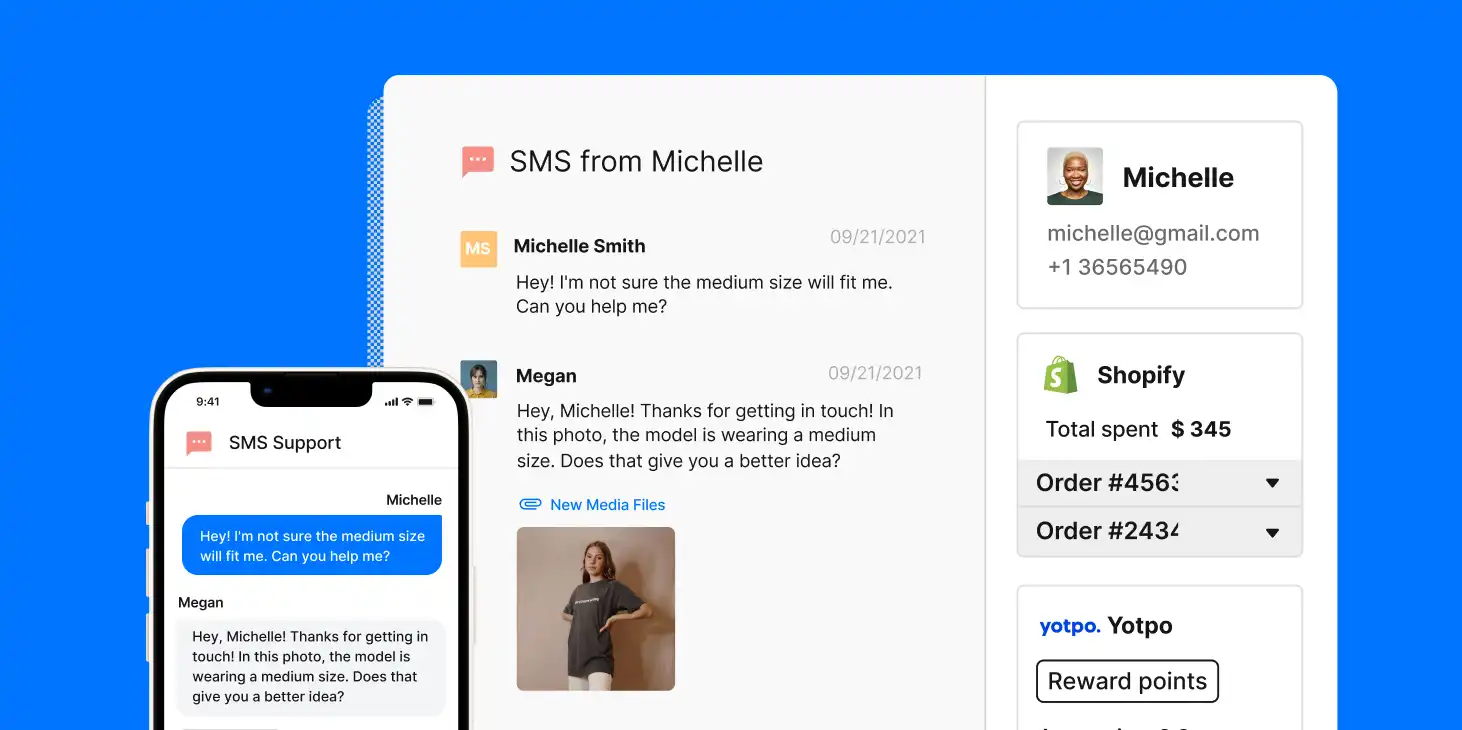 SMS from Michelle
MS
Michelle Smith
09/21/2021
Hey! I'm not sure the medium size will fit me.
Can you help me?
Megan
09/21/2021
Hey, Michelle! Thanks for getting in touch! In
this photo, the model is wearing a medium
size. Does that give you a better idea?
New Media Files
9:41
SMS Support
Michelle
Hey! I'm not sure the medium size
will fit me. Can you help me?
Megan
Hey, Michelle! Thanks for getting in
touch! In this photo, the model is
wearing a medium size. Does that
give you a better idea?
Michelle
michelle@gmail.com
+1 36565490
Shopify
Total spent $ 345
Order #4563
Order #2434
yotpo. Yotpo
Reward points